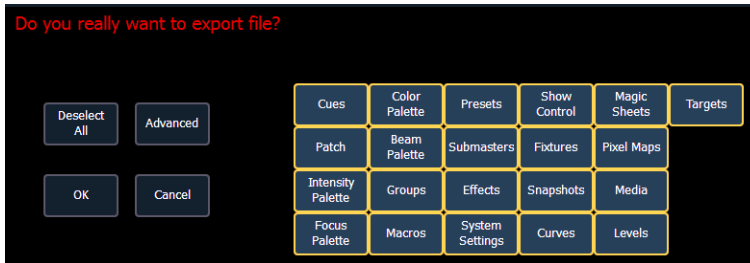 Do you really want to export file?
Deselect
All
Advanced
OK
Cancel
Cues
Color
Palette
Presets
Show
Control
Magic
Sheets
Targets
Patch
Beam
Palette
Submasters
Fixtures
Pixel Maps
Intensity
Palette
Groups
Effects
Snapshots
Media
Focus
Palette
Macros
System
Settings
Curves
Levels